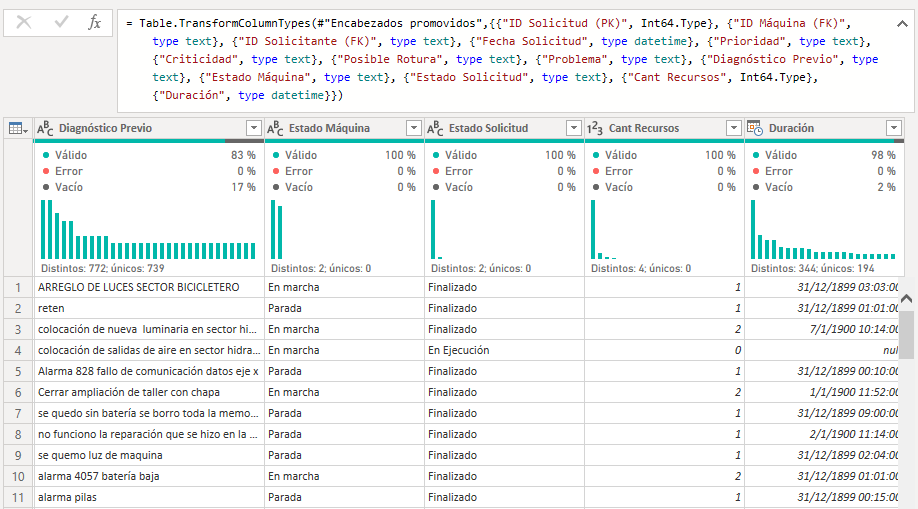 fx
= Table.TransformColumnTypes(#"Encabezados promovidos",{{"ID Solicitud (PK)", Int64.Type}, {"ID Máquina (FK)",
type text}, {"ID Solicitante (FK)", type text}, {"Fecha Solicitud", type datetime}, {"Prioridad", type text},
{"Criticidad", type text}, {"Posible Rotura", type text}, {"Problema", type text}, {"Diagnóstico Previo", type
text}, {"Estado Máquina", type text}, {"Estado Solicitud", type text}, {"Cant Recursos", Int64.Type},
{"Duración", type datetime}})
ABC Diagnóstico Previo ABC Estado Máquina ABC Estado Solicitud 123 Cant Recursos Duración
Válido 83 % Válido 100 % Válido 100 % Válido 100 % Válido 98 %
Error 0 % Error 0 % Error 0 % Error 0 % Error 0 %
Vacío 17 % Vacío 0 % Vacío 0 % Vacío 0 % Vacío 2 %
Distintos: 772; únicos: 739 Distintos: 2; únicos: 0 Distintos: 2; únicos: 0 Distintos: 4; únicos: 0 Distintos: 344; únicos: 194
1 ARREGLO DE LUCES SECTOR BICICLETERO En marcha Finalizado 1 31/12/1899 03:03:00
2 reten Parada Finalizado 1 31/12/1899 01:01:00
3 colocación de nueva  luminaria en sector hi... En marcha Finalizado 2 7/1/1900 10:14:00
4 colocación de salidas de aire en sector hidra... En marcha En Ejecución 0 nul
5 Alarma 828 fallo de comunicación datos eje x Parada Finalizado 1 31/12/1899 00:10:00
6 Cerrar ampliación de taller con chapa En marcha Finalizado 2 1/1/1900 11:52:00
7 se quedo sin batería se borro toda la memo... Parada Finalizado 1 31/12/1899 09:00:00
8 no funciono la reparación que se hizo en la ... Parada Finalizado 1 2/1/1900 11:14:00
9 se quemo luz de maquina Parada Finalizado 1 31/12/1899 02:04:00
10 alarma 4057 batería baja En marcha Finalizado 2 31/12/1899 01:01:00
11 alarma pilas Parada Finalizado 1 31/12/1899 00:15:00